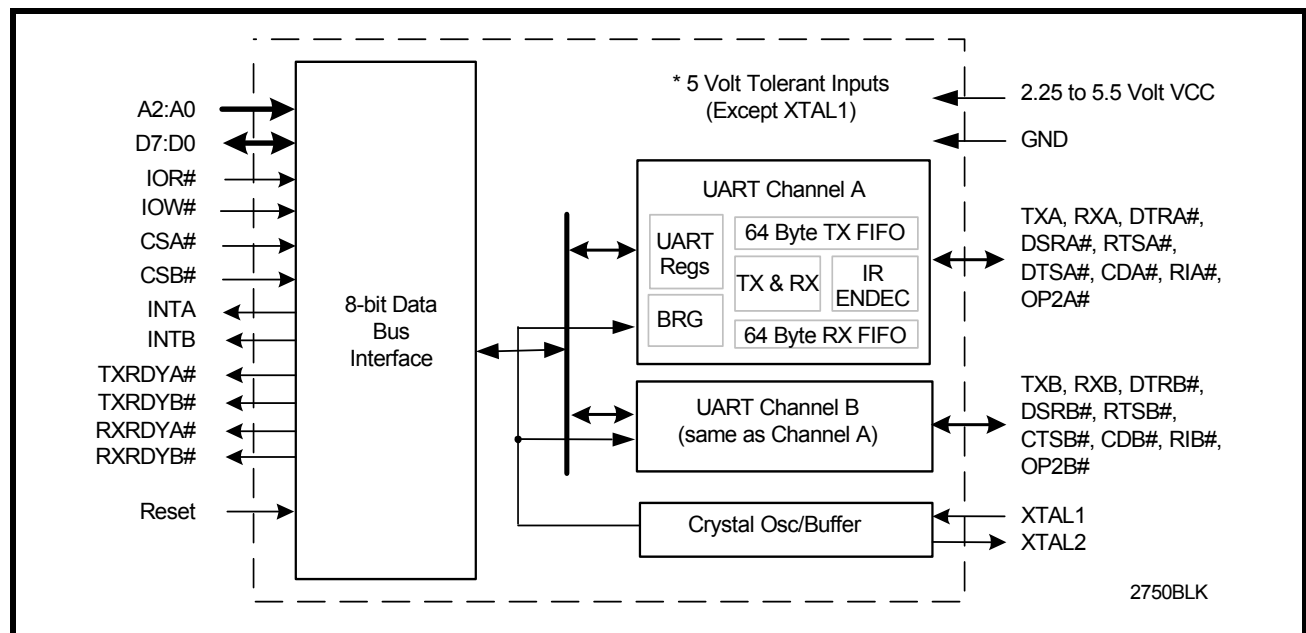 A2:A0
D7:D0
IOR#
IOW#
CSA#
CSB#
INTA
INTB
TXRDYA#
TXRDYB#
RXRDYA#
RXRDYB#
Reset
8-bit Data
Bus
Interface
* 5 Volt Tolerant Inputs
(Except XTAL1)
UART Channel A
UART
Regs
BRG
64 Byte TX FIFO
TX & RX
IR
ENDEC
64 Byte RX FIFO
UART Channel B
(same as Channel A)
Crystal Osc/Buffer
2.25 to 5.5 Volt VCC
GND
TXA, RXA, DTRA#,
DSRA#, RTSA#,
DTSA#, CDA#, RIA#,
OP2A#
TXB, RXB, DTRB#,
DSRB#, RTSB#,
CTSB#, CDB#, RIB#,
OP2B#
XTAL1
XTAL2
2750BLK